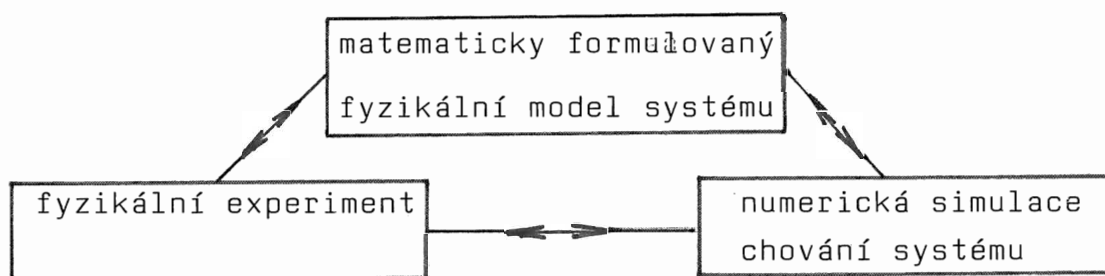 matematicky formulovaný
fyzikální model systému
fyzikální experiment
numerická simulace
chování systému